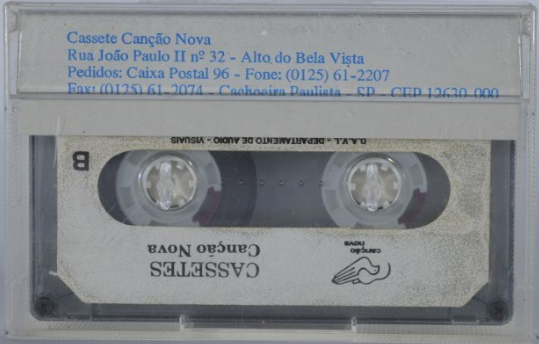 Cassete Canção Nova
Rua João Paulo II nº 32 - Alto do Bela Vista
Pedidos: Caixa Postal 96 - Fone: (0125) 61-2207
Fax: (0125) 61-2074 - Cachoeira Paulista - SP - CEP 12630-000
D.A.V.I. - DEPARTAMENTO DE AUDIO - VISUAIS
B
CASSETES
Canção Nova
canção
nova